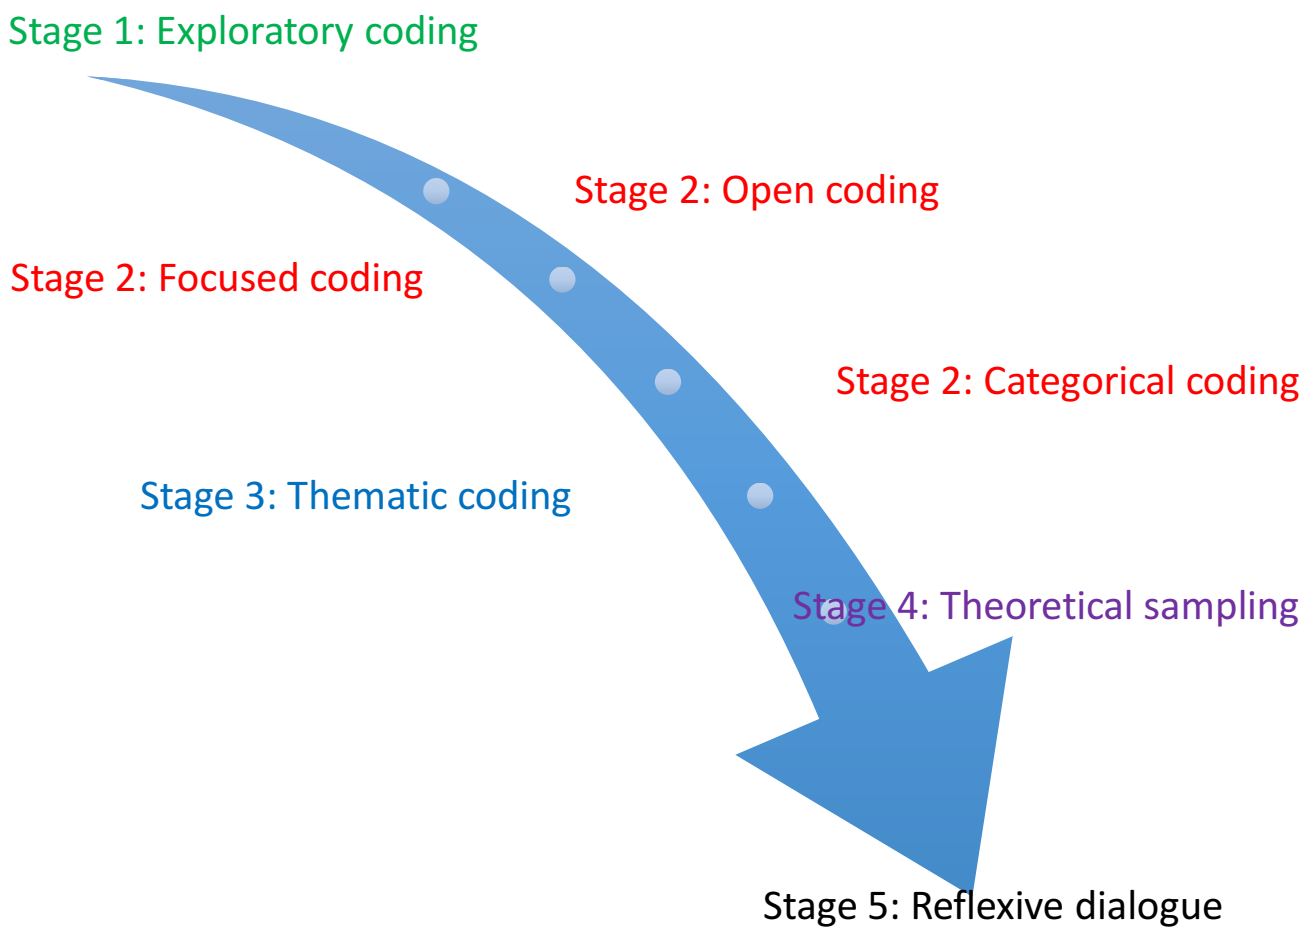 Stage 1: Exploratory coding
Stage 2: Open coding
Stage 2: Focused coding
Stage 2: Categorical coding
Stage 3: Thematic coding
Stage 4: Theoretical sampling
Stage 5: Reflexive dialogue